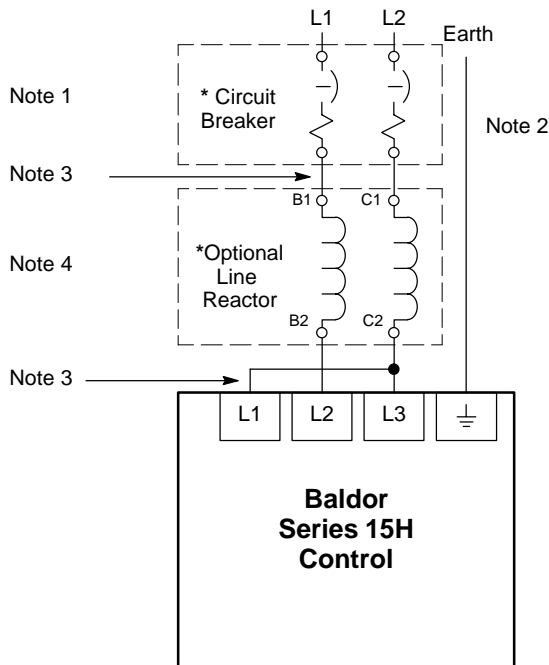 L1 L2
Earth
Note 1
* Circuit
Breaker
Note 2
Note 3
B1 C1
Note 4
*Optional
Line
Reactor
B2 C2
Note 3
L1 L2 L3
Baldor
Series 15H
Control